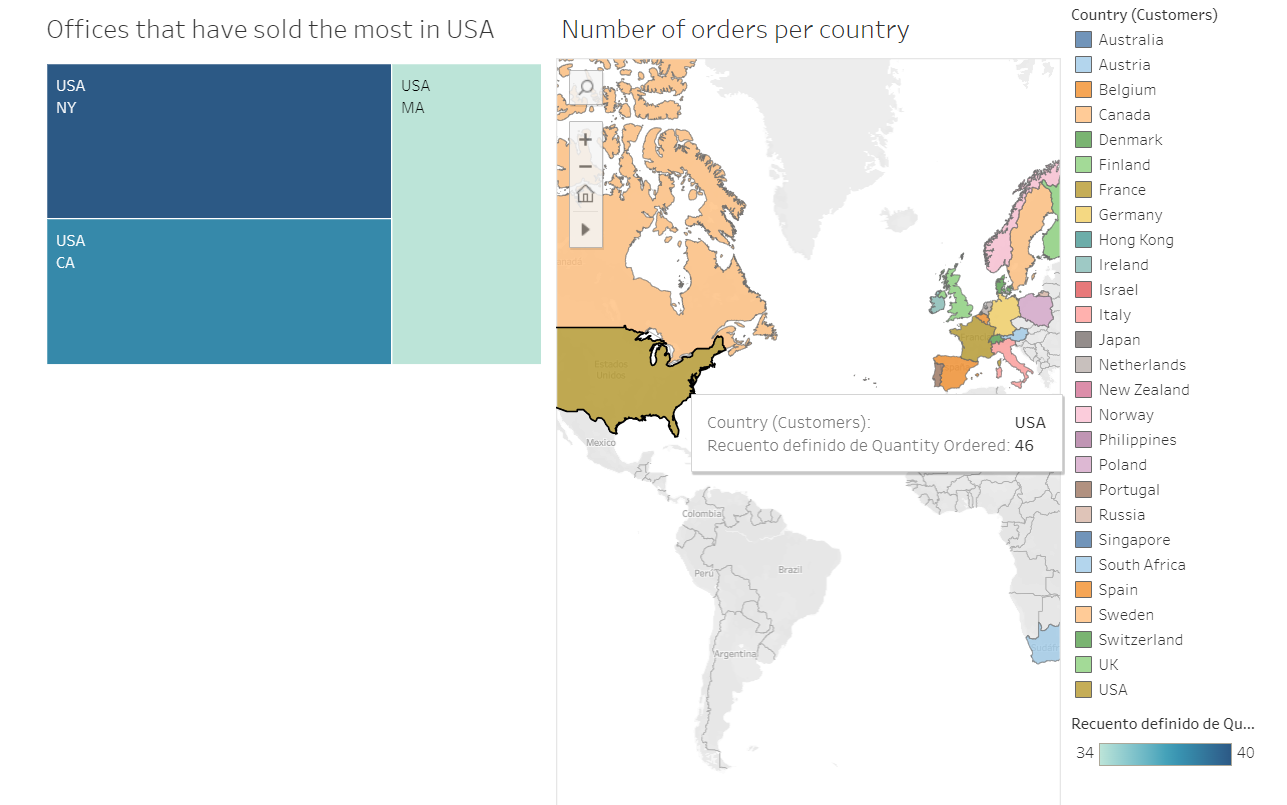 Offices that have sold the most in USA
USA
NY
USA
MA
USA
CA
Number of orders per country
Estados
Unidos
México
Country (Customers): USA
Recuento definido de Quantity Ordered: 46
Colombia
Perú
Brazil
Argentina
Country (Customers)
Australia
Austria
Belgium
Canada
Denmark
Finland
France
Germany
Hong Kong
Ireland
Israel
Italy
Japan
Netherlands
New Zealand
Norway
Philippines
Poland
Portugal
Russia
Singapore
South Africa
Spain
Sweden
Switzerland
UK
USA
Recuento definido de Qu...
34 40